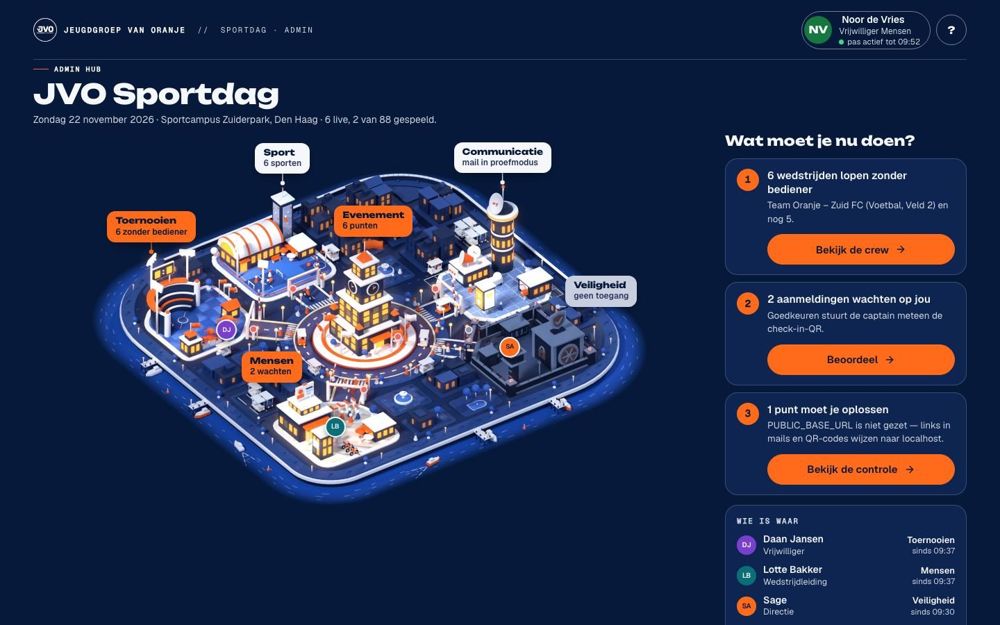 JVO JEUGDGROEP VAN ORANJE // SPORTDAG · ADMIN
NV
Noor de Vries
Vrijwilliger Mensen
pas actief tot 09:52
?
ADMIN HUB
JVO Sportdag
Zondag 22 november 2026 · Sportcampus Zuiderpark, Den Haag · 6 live, 2 van 88 gespeeld.
Sport
6 sporten
Communicatie
mail in proefmodus
Toernooien
6 zonder bediener
Evenement
6 punten
Veiligheid
geen toegang
DJ
SA
Mensen
2 wachten
LB
Wat moet je nu doen?
1
6 wedstrijden lopen zonder
bediener
Team Oranje – Zuid FC (Voetbal, Veld 2) en
nog 5.
Bekijk de crew →
2
2 aanmeldingen wachten op jou
Goedkeuren stuurt de captain meteen de
check-in-QR.
Beoordeel →
3
1 punt moet je oplossen
PUBLIC_BASE_URL is niet gezet — links in
mails en QR-codes wijzen naar localhost.
Bekijk de controle →
WIE IS WAAR
DJ
Daan Jansen
Vrijwilliger
Toernooien
sinds 09:37
LB
Lotte Bakker
Wedstrijdleiding
Mensen
sinds 09:37
SA
Sage
Directie
Veiligheid
sinds 09:30